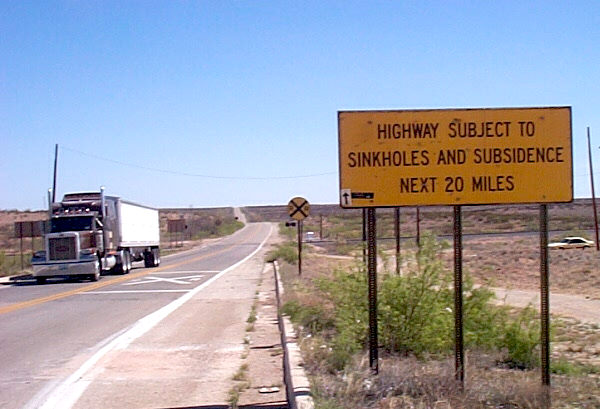 HIGHWAY SUBJECT TO
SINKHOLES AND SUBSIDENCE
NEXT 20 MILES